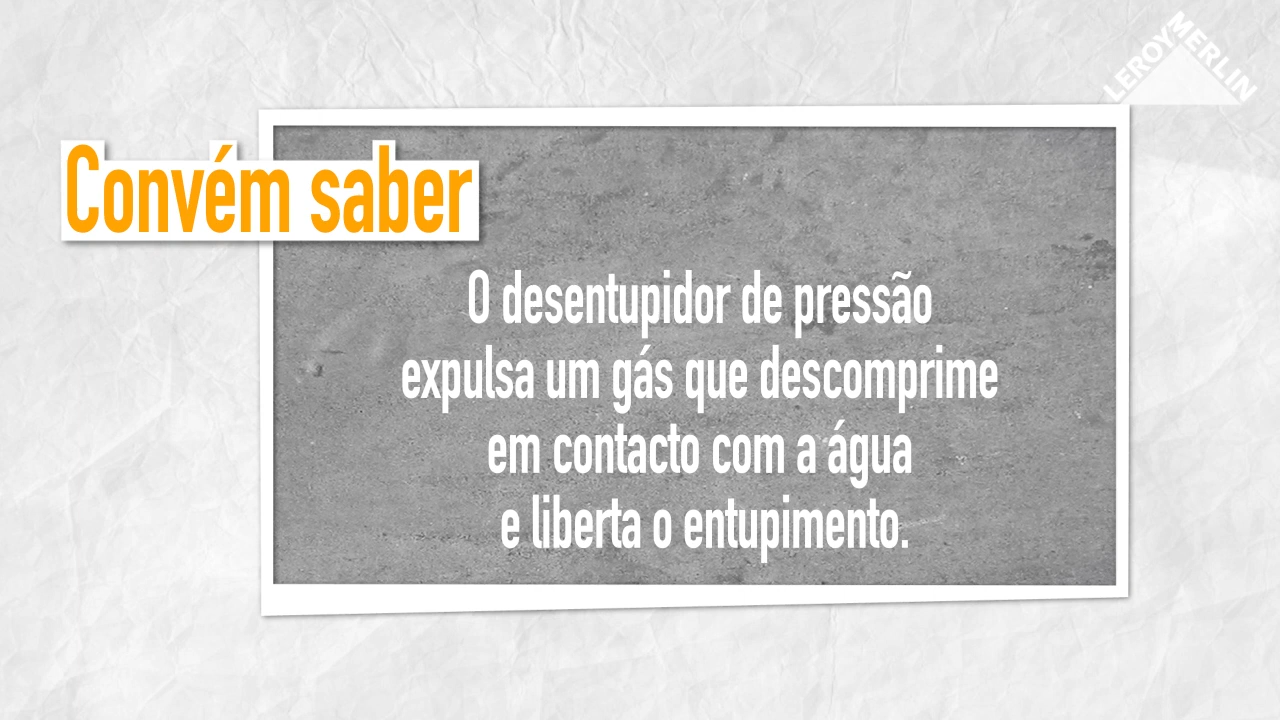 LEROY MERLIN
Convém saber
O desentupidor de pressão
expulsa um gás que descomprime
em contacto com a água
e liberta o entupimento.